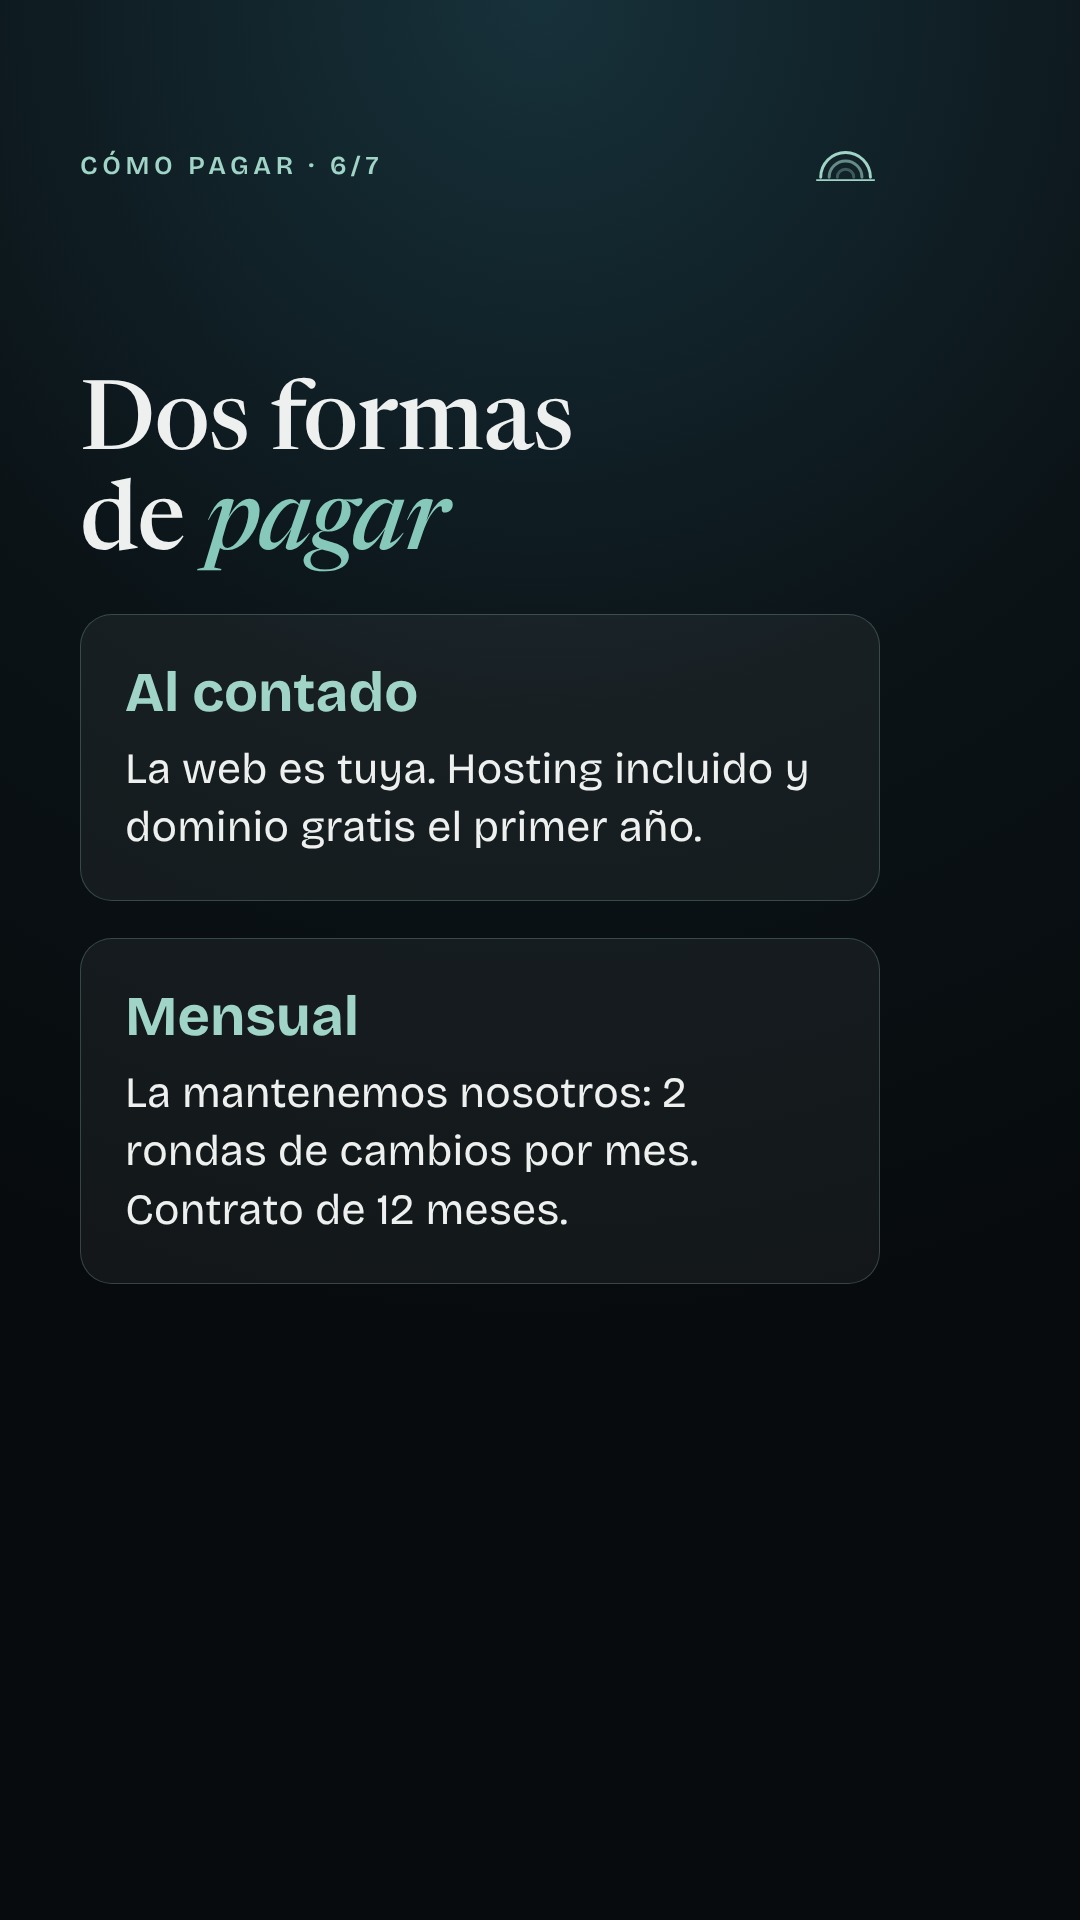 CÓMO PAGAR · 6/7
Dos formas
de pagar
Al contado
La web es tuya. Hosting incluido y
dominio gratis el primer año.
Mensual
La mantenemos nosotros: 2
rondas de cambios por mes.
Contrato de 12 meses.